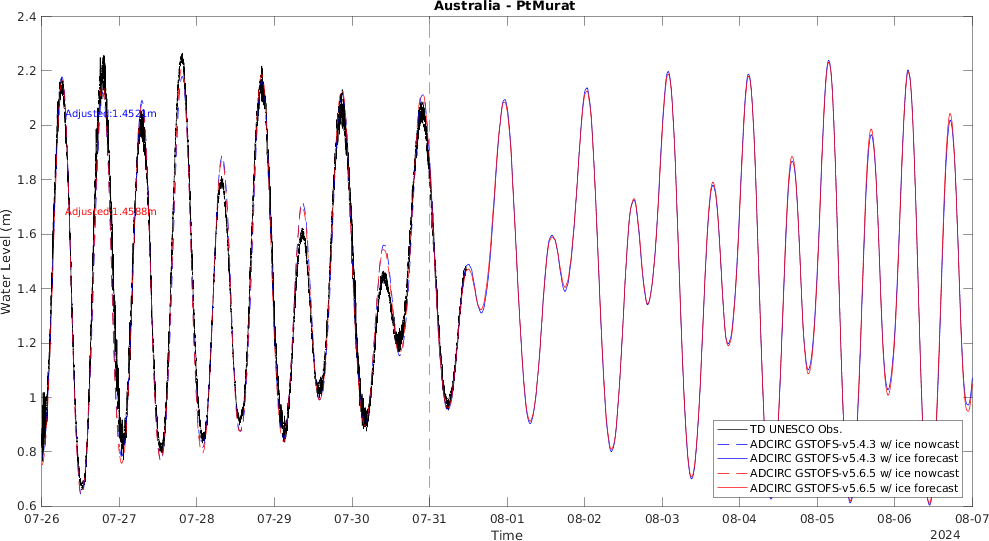 Australia - PtMurat
2.4
2.2
2
1.8
1.6
1.4
1.2
1
0.8
0.6
Water Level (m)
Adjusted:1.4521m
Adjusted:1.4588m
TD UNESCO Obs.
ADCIRC GSTOFS-v5.4.3 w/ ice nowcast
ADCIRC GSTOFS-v5.4.3 w/ ice forecast
ADCIRC GSTOFS-v5.6.5 w/ ice nowcast
ADCIRC GSTOFS-v5.6.5 w/ ice forecast
07-26 07-27 07-28 07-29 07-30 07-31 08-01 08-02 08-03 08-04 08-05 08-06 08-07
Time
2024